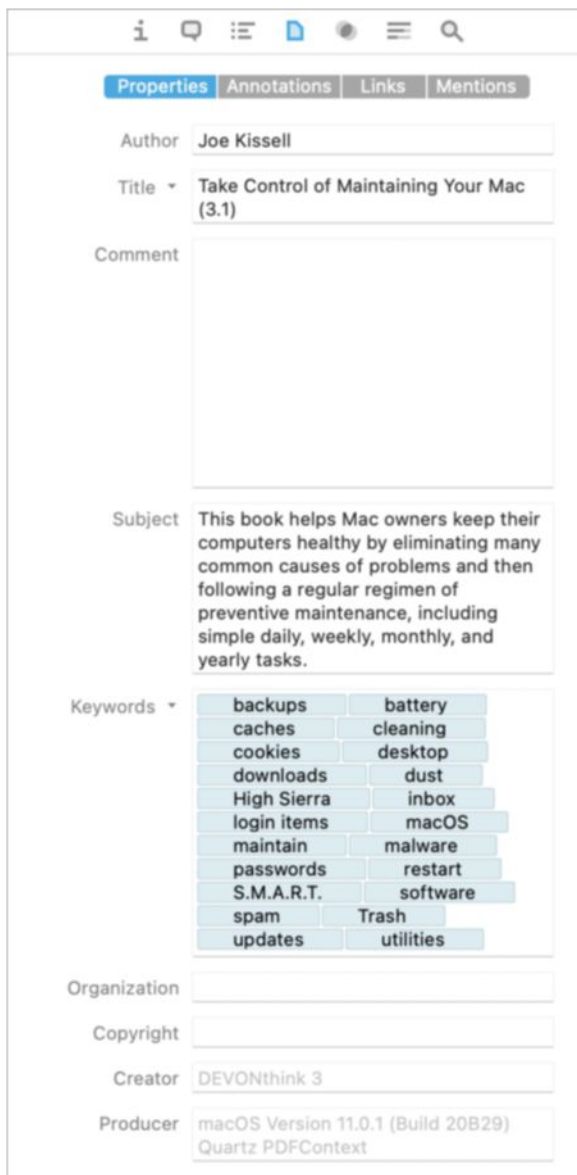 Properties Annotations Links Mentions
Author Joe Kissell
Title Take Control of Maintaining Your Mac
(3.1)
Comment
Subject This book helps Mac owners keep their
computers healthy by eliminating many
common causes of problems and then
following a regular regimen of
preventive maintenance, including
simple daily, weekly, monthly, and
yearly tasks.
Keywords backups battery
caches cleaning
cookies desktop
downloads dust
High Sierra inbox
login items macOS
maintain malware
passwords restart
S.M.A.R.T. software
spam Trash
updates utilities
Organization
Copyright
Creator DEVONthink 3
Producer macOS Version 11.0.1 (Build 20B29)
Quartz PDFContext